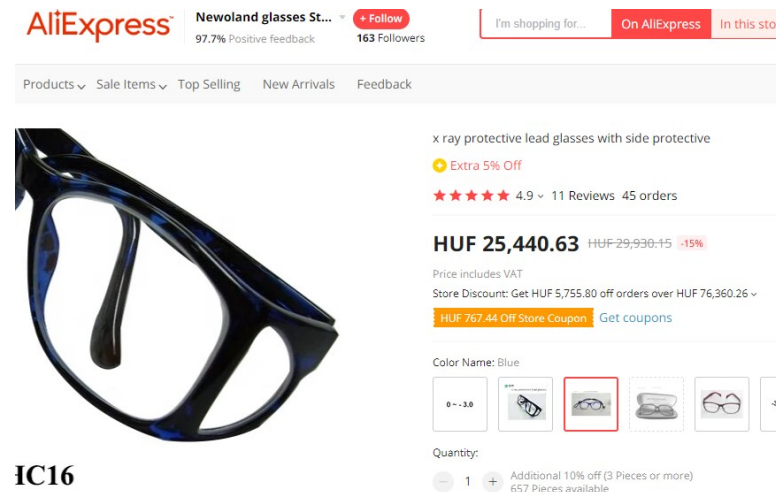 AliExpress
Newoland glasses St...
+ Follow
97.7% Positive feedback
163 Followers
I'm shopping for...
On AliExpress
In this sto
Products
Sale Items
Top Selling
New Arrivals
Feedback
x ray protective lead glasses with side protective
Extra 5% Off
4.9 11 Reviews 45 orders
HUF 25,440.63 HUF 29,930.15 -15%
Price includes VAT
Store Discount: Get HUF 5,755.80 off orders over HUF 76,360.26
HUF 767.44 Off Store Coupon Get coupons
Color Name: Blue
0 ~ - 3.0
Quantity:
1
Additional 10% off (3 Pieces or more)
657 Pieces available
HC16